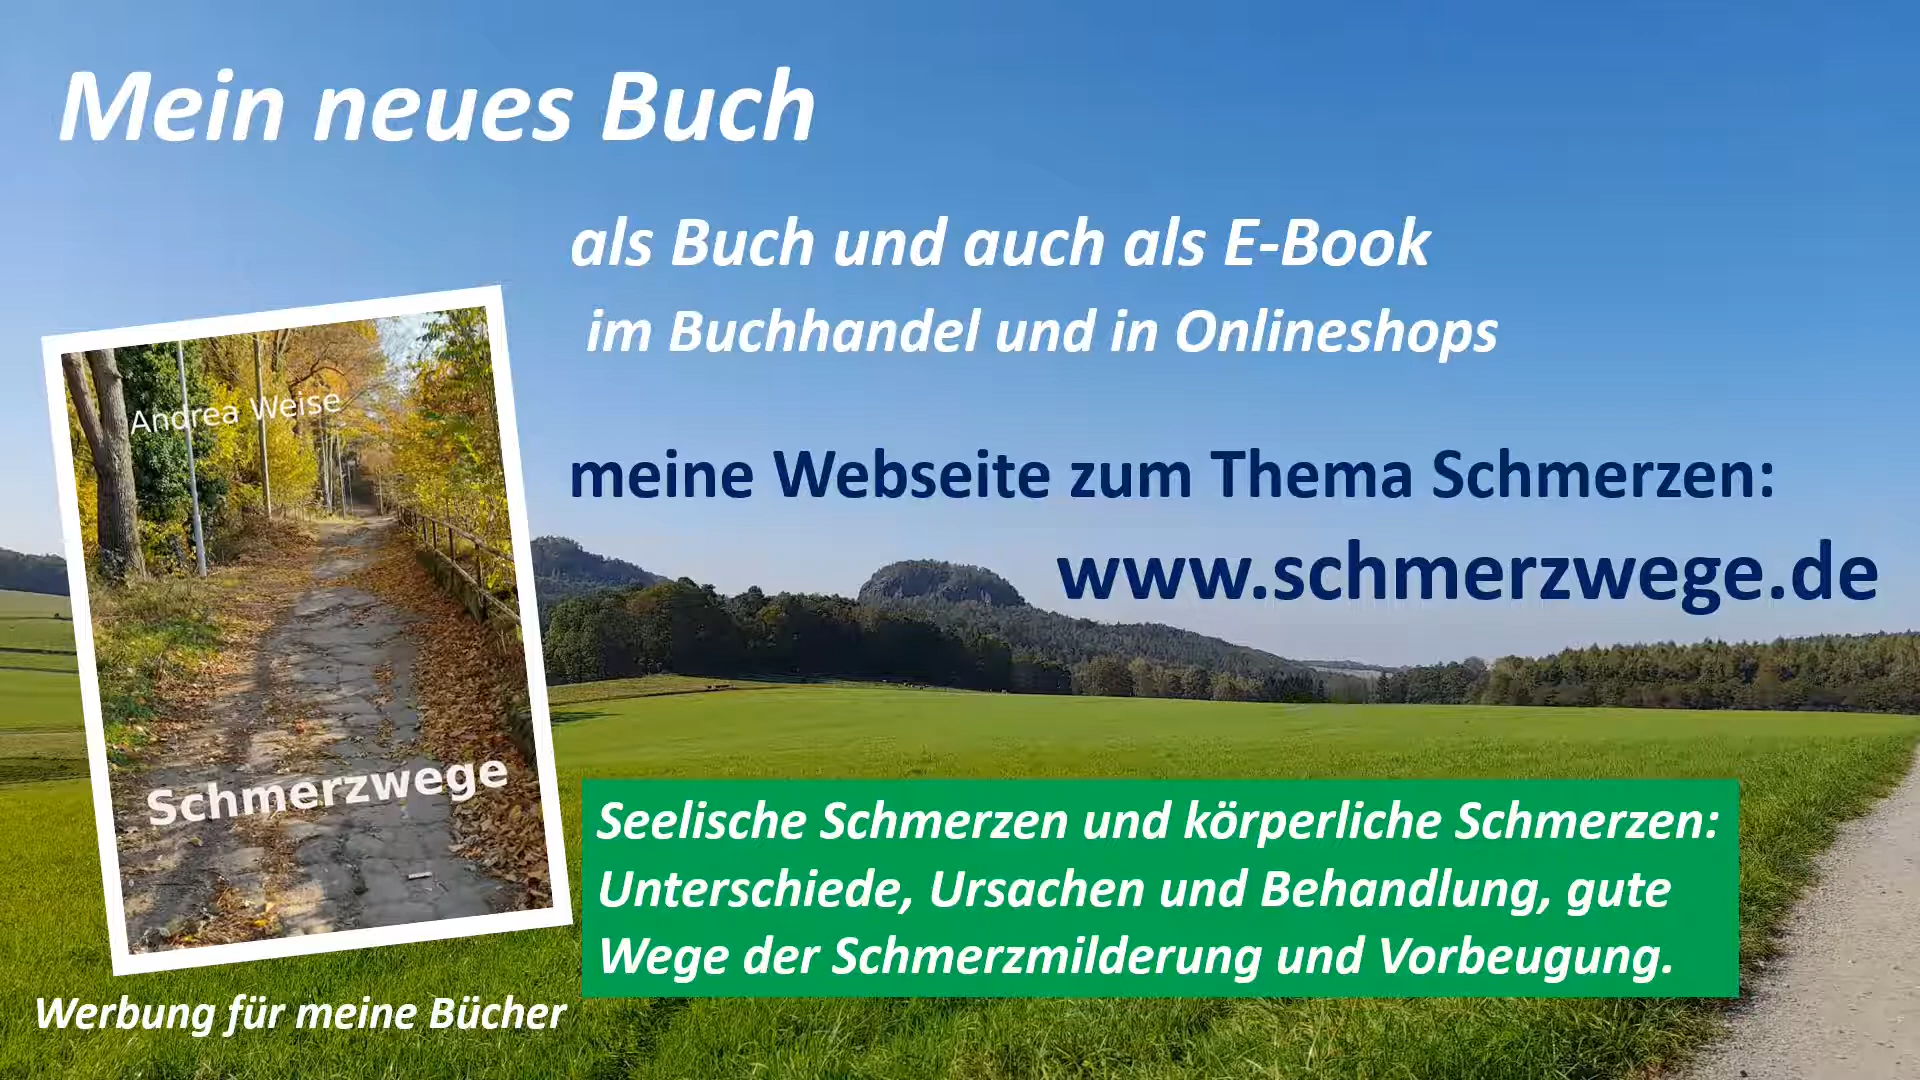 Mein neues Buch
als Buch und auch als E-Book
im Buchhandel und in Onlineshops
Andrea Weise
meine Webseite zum Thema Schmerzen:
www.schmerzwege.de
Schmerzwege
Seelische Schmerzen und körperliche Schmerzen:
Unterschiede, Ursachen und Behandlung, gute
Wege der Schmerzmilderung und Vorbeugung.
Werbung für meine Bücher